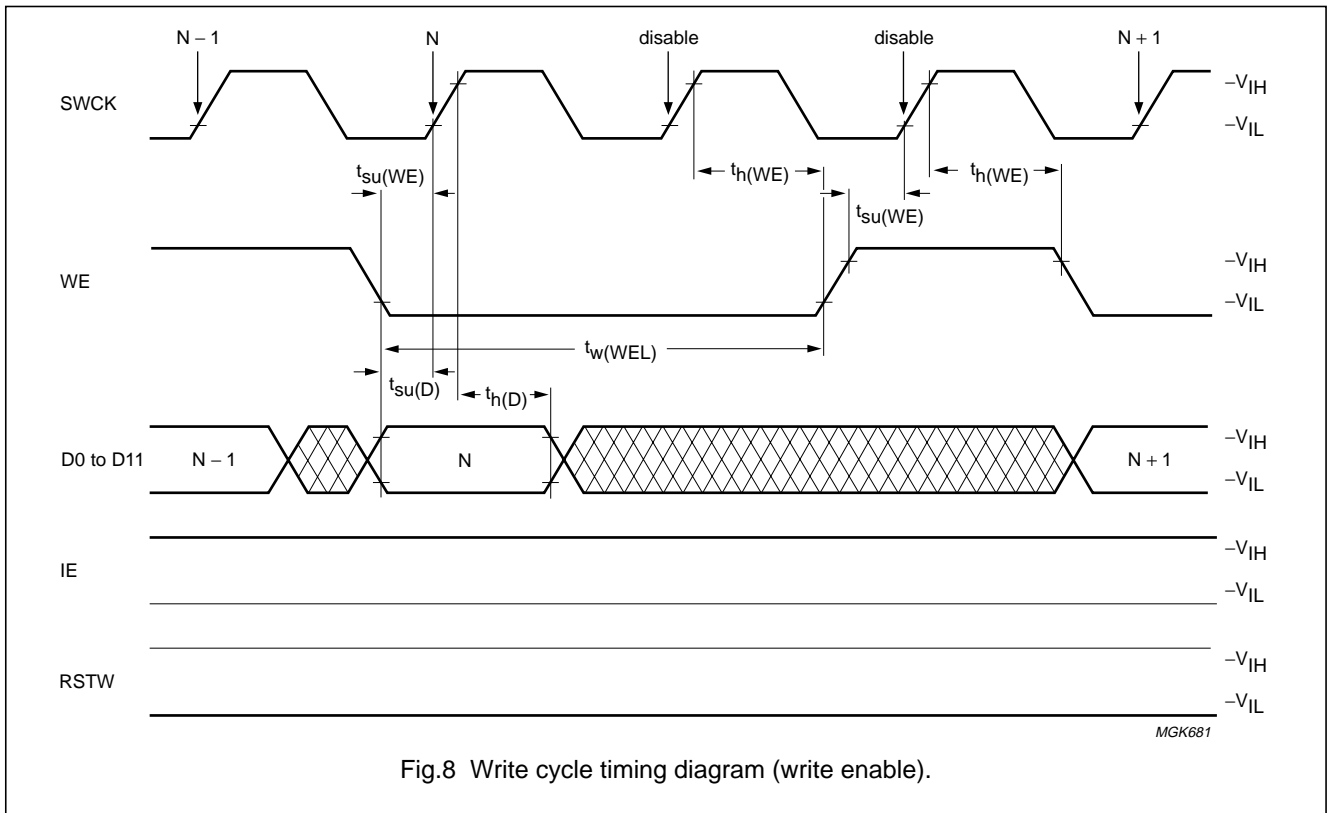 N – 1 N disable disable N + 1
SWCK –VIH
–VIL
tsu(WE) th(WE) th(WE)
tsu(WE)
WE –VIH
–VIL
tw(WEL)
tsu(D) th(D)
D0 to D11 N – 1 N N + 1 –VIH
–VIL
IE –VIH
–VIL
RSTW –VIH
–VIL
MGK681
Fig.8 Write cycle timing diagram (write enable).